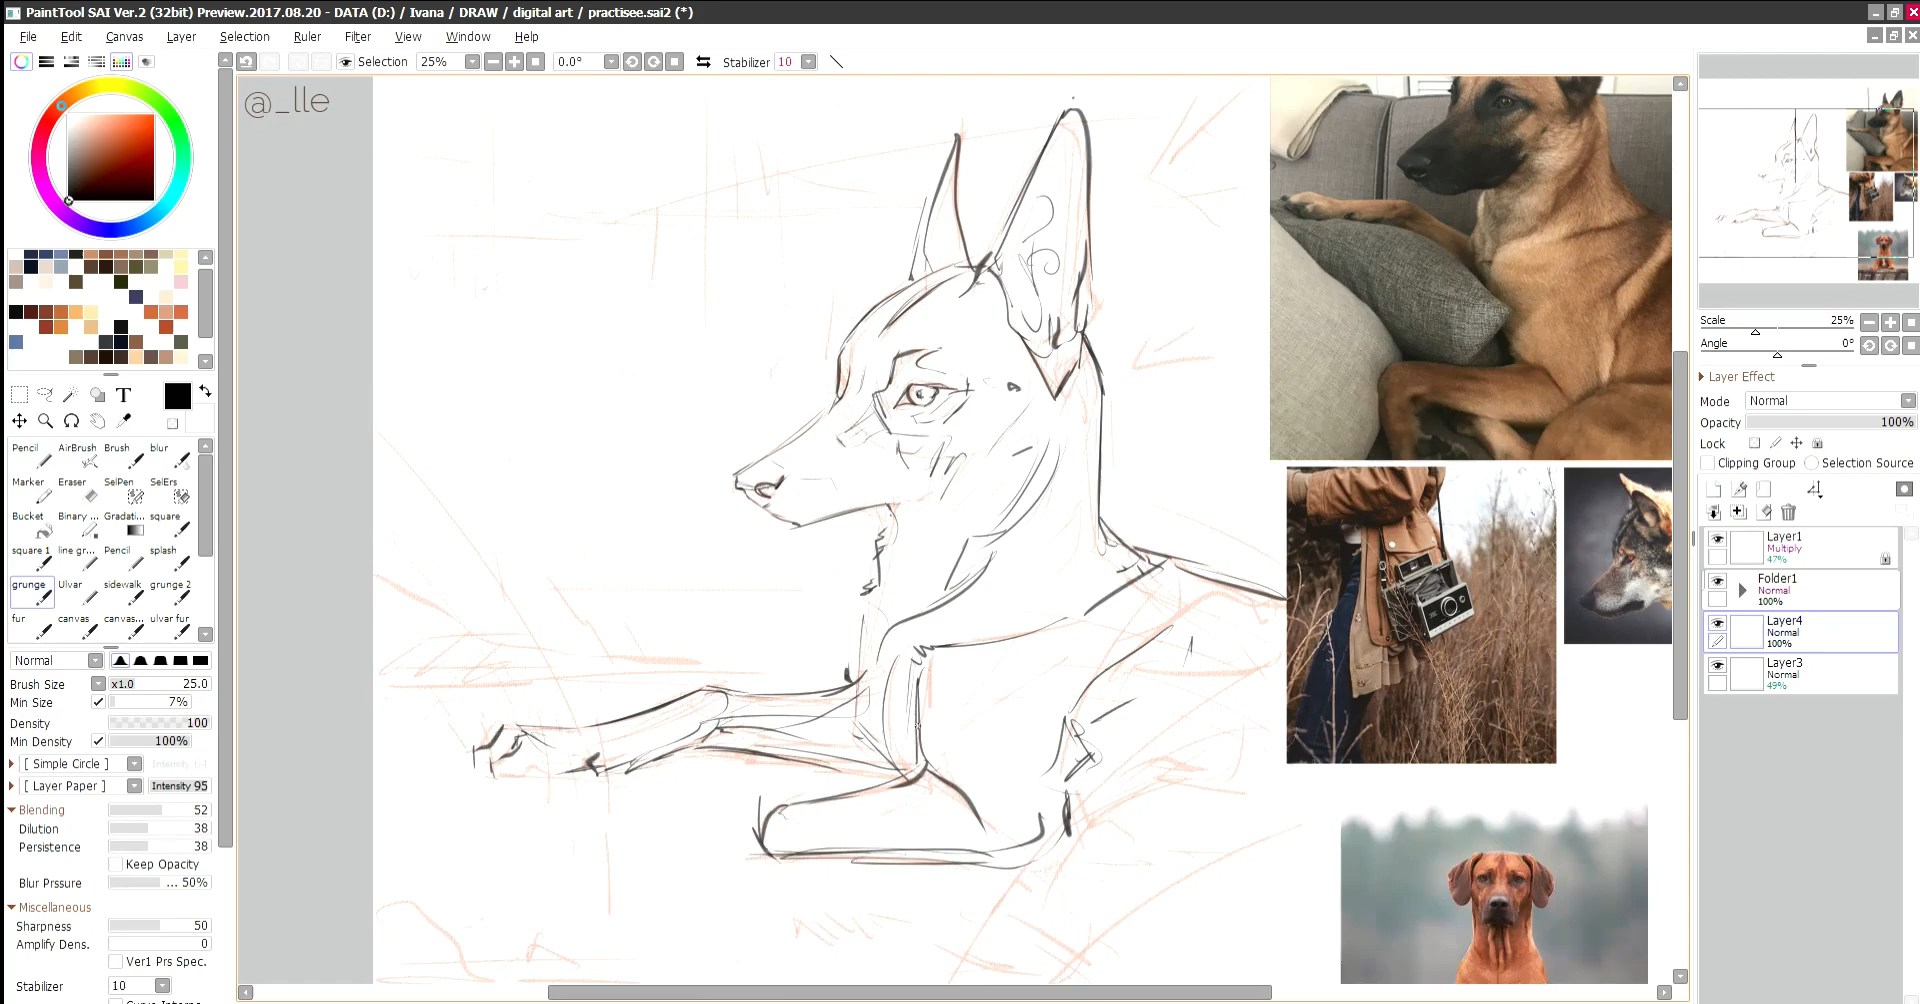 PaintTool SAI Ver.2 (32bit) Preview.2017.08.20 - DATA (D:) / Ivana / DRAW / digital art / practisee.sai2 (*)
File Edit Canvas Layer Selection Ruler Filter View Window Help
Selection 25% 0.0° Stabilizer 10
@_lle
Scale 25%
Angle 0°
Layer Effect
Mode Normal
Opacity 100%
Lock
Clipping Group Selection Source
Layer1
Multiply
47%
Folder1
Normal
100%
Layer4
Normal
100%
Layer3
Normal
49%
T
Pencil AirBrush Brush blur
Marker Eraser SelPen SelErs
Bucket Binary ... Gradati... square
square 1 line gr... Pencil splash
grunge Ulvar sidewalk grunge 2
fur canvas canvas... ulvar fur
Normal
Brush Size x1.0 25.0
Min Size 7%
Density 100
Min Density 100%
[ Simple Circle ]
[ Layer Paper ] Intensity 95
Blending 52
Dilution 38
Persistence 38
Keep Opacity
Blur Prssure ... 50%
Miscellaneous
Sharpness 50
Amplify Dens. 0
Ver1 Prs Spec.
Stabilizer 10